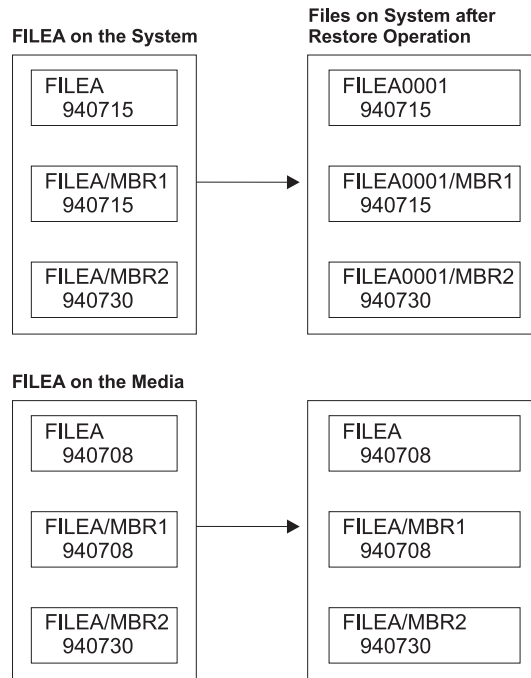 FILEA on the System
FILEA
940715
FILEA/MBR1
940715
FILEA/MBR2
940730
Files on System after
Restore Operation
FILEA0001
940715
FILEA0001/MBR1
940715
FILEA0001/MBR2
940730
FILEA on the Media
FILEA
940708
FILEA/MBR1
940708
FILEA/MBR2
940730
FILEA
940708
FILEA/MBR1
940708
FILEA/MBR2
940730